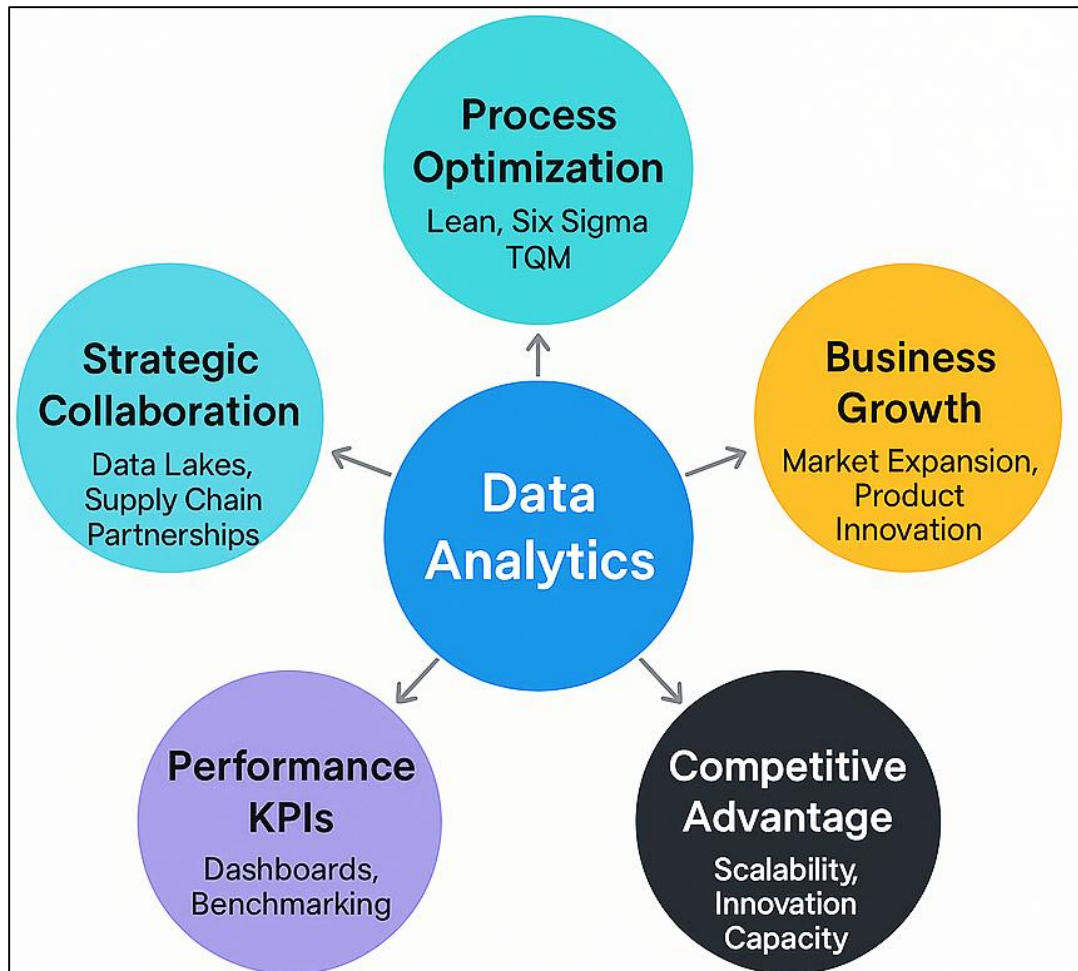 Process
Optimization
Lean, Six Sigma
TQM
Strategic
Collaboration
Data Lakes,
Supply Chain
Partnerships
Business
Growth
Market Expansion,
Product
Innovation
Data
Analytics
Performance
KPIs
Dashboards,
Benchmarking
Competitive
Advantage
Scalability,
Innovation
Capacity